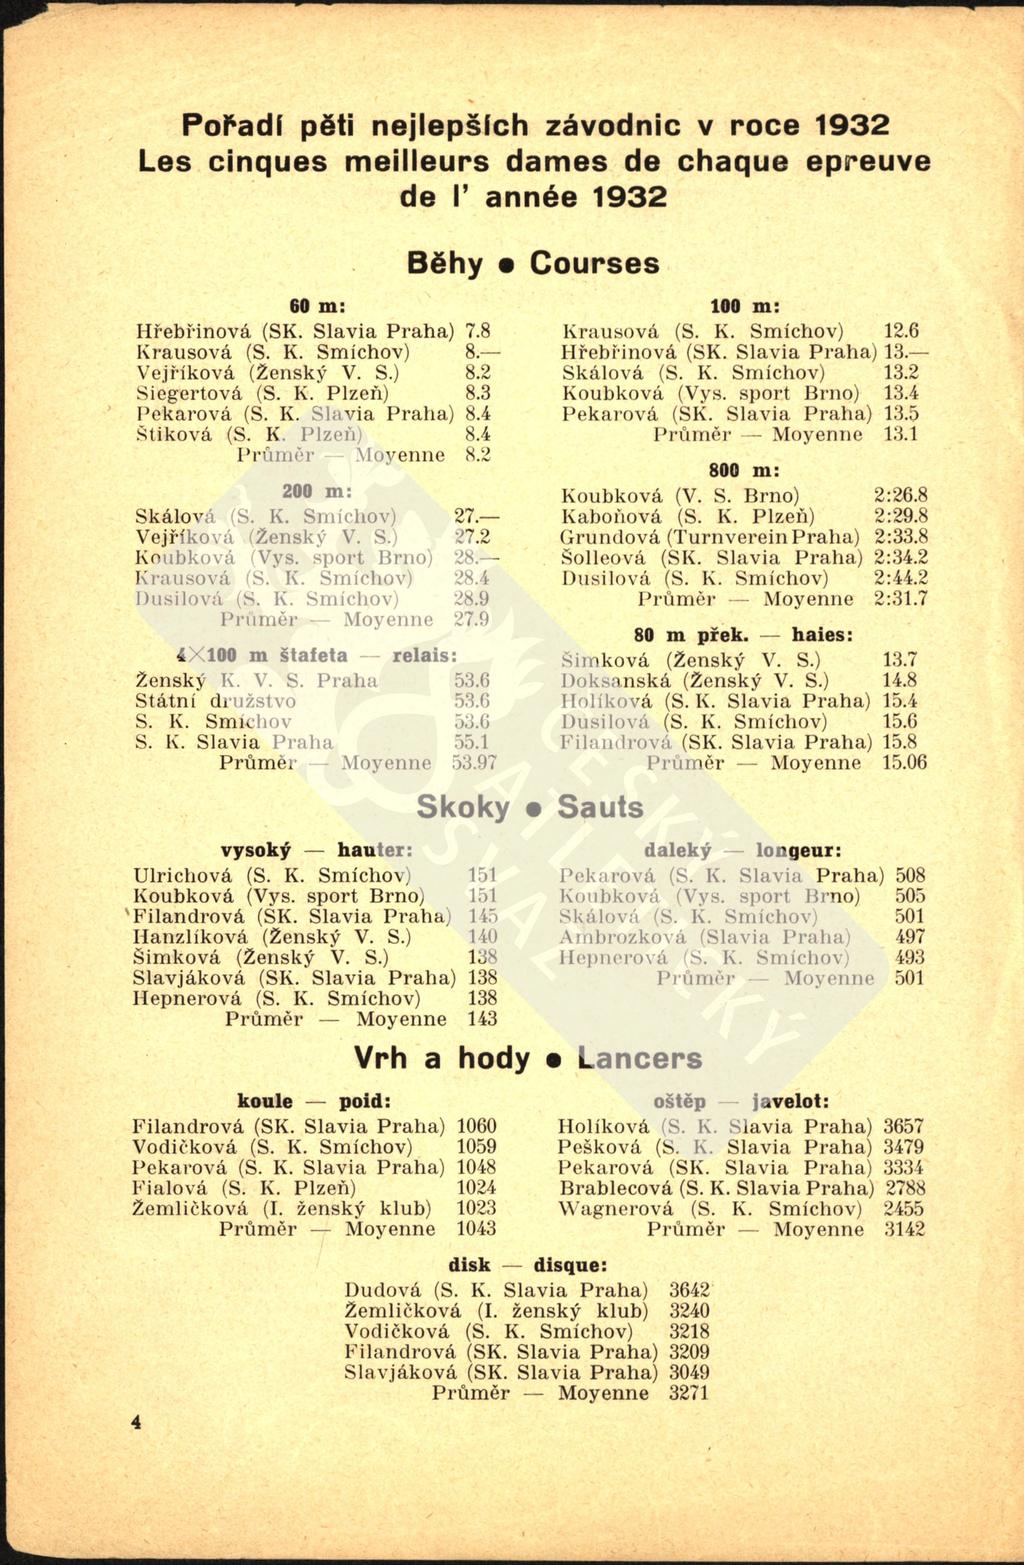 Pořadí pěti nejlepších závodnic v roce 1932
Les cinques meilleurs dames de chaque epreuve
de l' année 1932
Běhy • Courses
60 m:
Hřebřinová (SK. Slavia Praha) 7.8
Krausová (S. K. Smíchov) 8.—
Vejříková (Ženský V. S.) 8.2
Siegertová (S. K. Plzeň) 8.3
Pekarová (S. K. Slavia Praha) 8.4
Štiková (S. K. Plzeň) 8.4
Průměr — Moyenne 8.2
200 m:
Skálová (S. K. Smíchov) 27.—
Vejříková (Ženský V. S.) 27.2
Koubková (Vys. sport Brno) 28.—
Krausová (S. K. Smíchov) 28.4
Dusilová (S. K. Smíchov) 28.9
Průměr — Moyenne 27.9
4X100 m štafeta — relais:
Ženský K. V. S. Praha 53.6
Státní družstvo 53.6
S. K. Smíchov 53.6
S. K. Slavia Praha 55.1
Průměr — Moyenne 53.97
100 m:
Krausová (S. K. Smíchov) 12.6
Hřebřinová (SK. Slavia Praha) 13.—
Skálová (S. K. Smíchov) 13.2
Koubková (Vys. sport Brno) 13.4
Pekarová (SK. Slavia Praha) 13.5
Průměr — Moyenne 13.1
800 m:
Koubková (V. S. Brno) 2:26.8
Kaboňová (S. K. Plzeň) 2:29.8
Grundová (Turnverein Praha) 2:33.8
Šolleová (SK. Slavia Praha) 2:34.2
Dusilová (S. K. Smíchov) 2:44.2
Průměr — Moyenne 2:31.7
80 m přek. — haies:
Šimková (Ženský V. S.) 13.7
Doksanská (Ženský V. S.) 14.8
Holíková (S. K. Slavia Praha) 15.4
Dusilová (S. K. Smíchov) 15.6
Filandrová (SK. Slavia Praha) 15.8
Průměr — Moyenne 15.06
Skoky • Sauts
vysoký — hauter:
Ulrichová (S. K. Smíchov) 151
Koubková (Vys. sport Brno) 151
Filandrová (SK. Slavia Praha) 145
Hanzlíková (Ženský V. S.) 140
Šimková (Ženský V. S.) 138
Slavjáková (SK. Slavia Praha) 138
Hepnerová (S. K. Smíchov) 138
Průměr — Moyenne 143
daleký — longeur:
Pekarová (S. K. Slavia Praha) 508
Koubková (Vys. sport Brno) 505
Skálová (S. K. Smíchov) 501
Ambrozková (Slavia Praha) 497
Hepnerová (S. K. Smíchov) 493
Průměr — Moyenne 501
Vrh a hody • Lancers
koule — poid:
Filandrová (SK. Slavia Praha) 1060
Vodičková (S. K. Smíchov) 1059
Pekarová (S. K. Slavia Praha) 1048
Fialová (S. K. Plzeň) 1024
Žemličková (I. ženský klub) 1023
Průměr — Moyenne 1043
oštěp — javelot:
Holíková (S. K. Slavia Praha) 3657
Pešková (S. K. Slavia Praha) 3479
Pekarová (SK. Slavia Praha) 3334
Brablecová (S. K. Slavia Praha) 2788
Wagnerová (S. K. Smíchov) 2455
Průměr — Moyenne 3142
disk — disque:
Dudová (S. K. Slavia Praha) 3642
Žemličková (I. ženský klub) 3240
Vodičková (S. K. Smíchov) 3218
Filandrová (SK. Slavia Praha) 3209
Slavjáková (SK. Slavia Praha) 3049
Průměr — Moyenne 3271
4
ČESKÝ
ATLETICKÝ
SVAZ